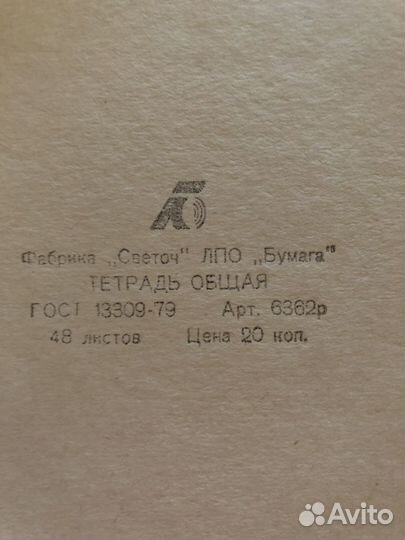 Фабрика „Светоч" ЛПО „Бумага"
ТЕТРАДЬ ОБЩАЯ
ГОСТ 13309-79 Арт. 6362р
48 листов Цена 20 коп.
Avito